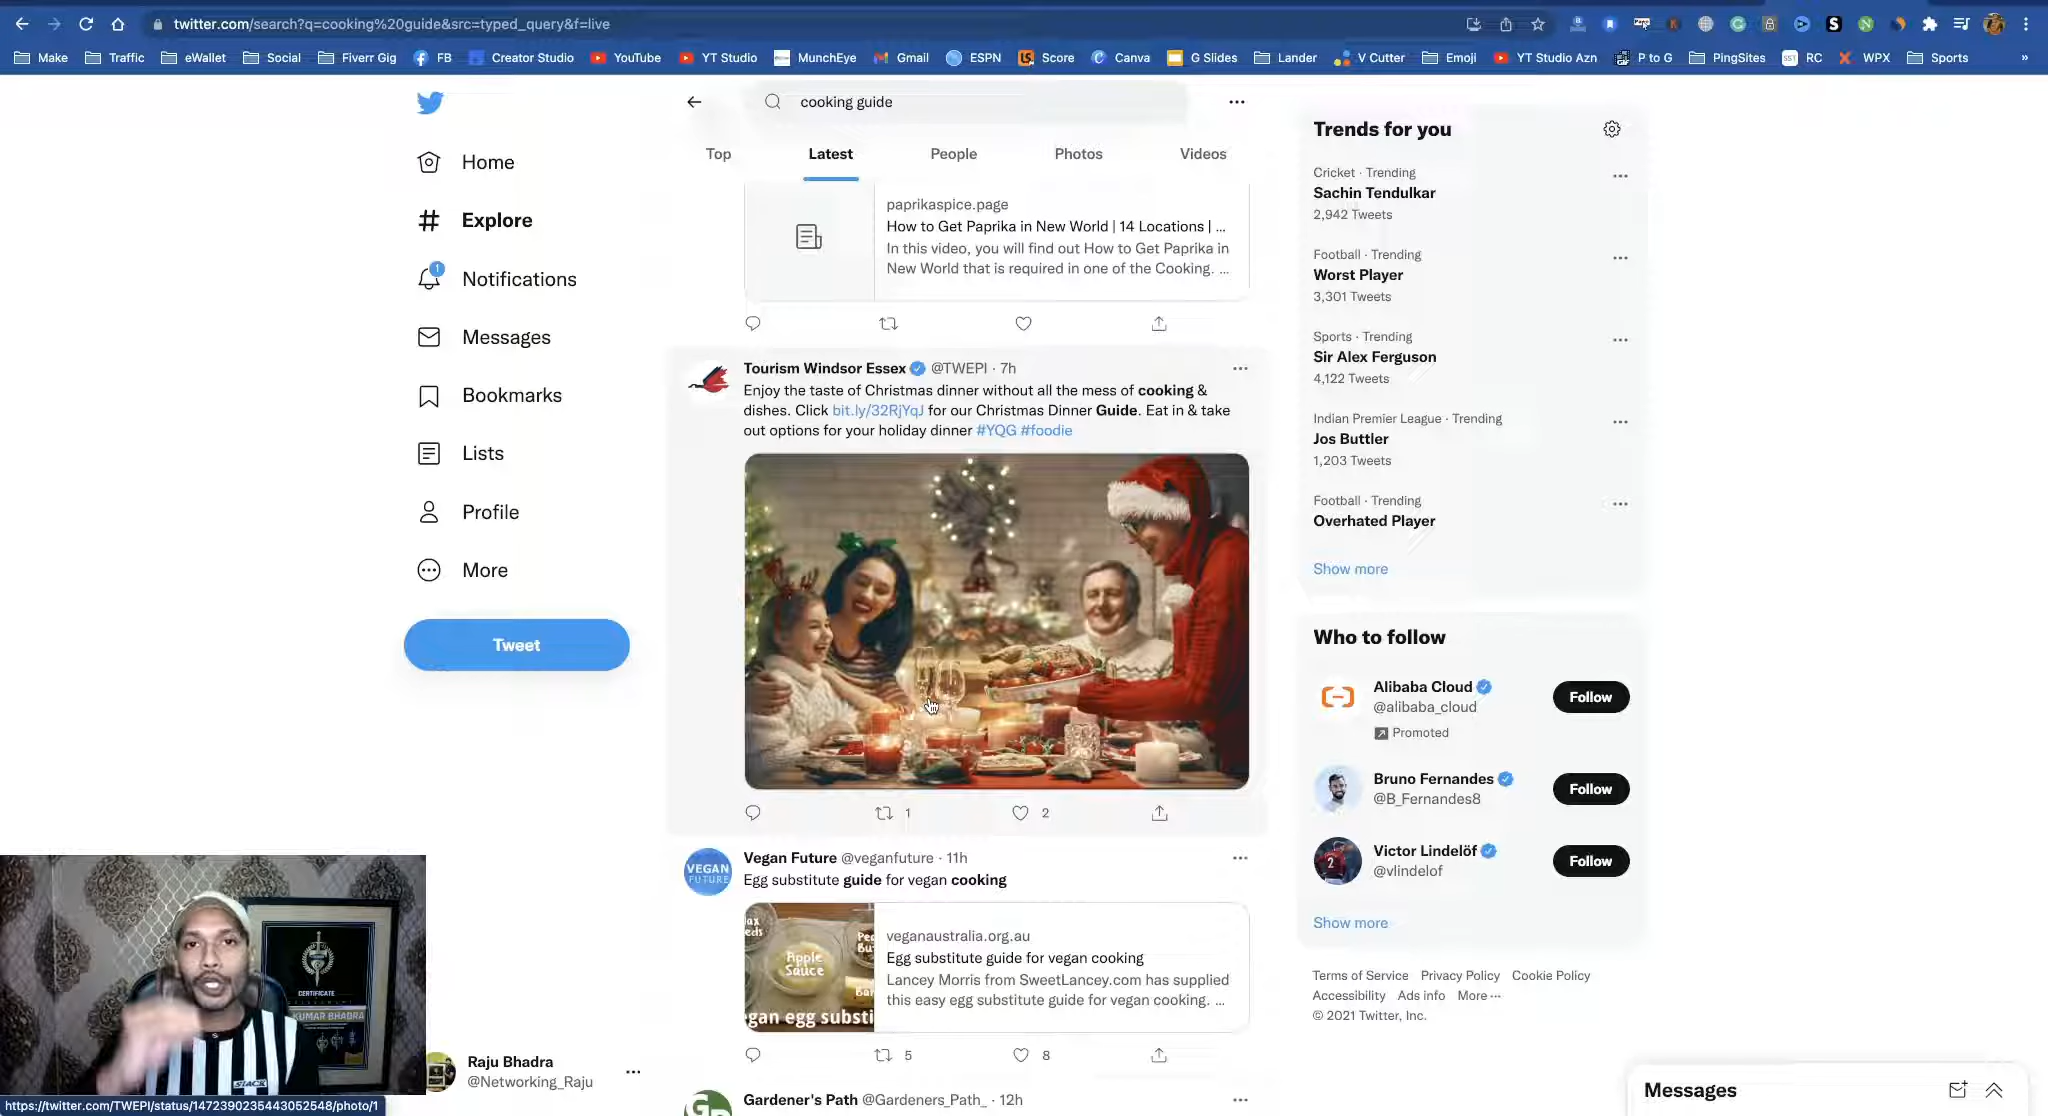 twitter.com/search?q=cooking%20guide&src=typed_query&f=live
Make Traffic eWallet Social Fiverr Gig FB Creator Studio YouTube YT Studio MunchEye Gmail ESPN Score Canva G Slides Lander V Cutter Emoji YT Studio Azn P to G PingSites RC WPX Sports »
Home
Explore
1
Notifications
Messages
Bookmarks
Lists
Profile
More
Tweet
cooking guide
Top Latest People Photos Videos
paprikaspice.page
How to Get Paprika in New World | 14 Locations | ...
In this video, you will find out How to Get Paprika in
New World that is required in one of the Cooking. ...
Tourism Windsor Essex @TWEPI · 7h
Enjoy the taste of Christmas dinner without all the mess of cooking &
dishes. Click bit.ly/32RjYqJ for our Christmas Dinner Guide. Eat in & take
out options for your holiday dinner #YQG #foodie
1 2
VEGAN
FUTURE
Vegan Future @veganfuture · 11h
Egg substitute guide for vegan cooking
Apple
Sauce
gan egg substi
veganaustralia.org.au
Egg substitute guide for vegan cooking
Lancey Morris from SweetLancey.com has supplied
this easy egg substitute guide for vegan cooking. ...
5 8
Gardener's Path @Gardeners_Path_ · 12h
Trends for you
Cricket · Trending
Sachin Tendulkar
2,942 Tweets
Football · Trending
Worst Player
3,301 Tweets
Sports · Trending
Sir Alex Ferguson
4,122 Tweets
Indian Premier League · Trending
Jos Buttler
1,203 Tweets
Football · Trending
Overhated Player
Show more
Who to follow
Alibaba Cloud
@alibaba_cloud
Promoted
Follow
Bruno Fernandes
@B_Fernandes8
Follow
Victor Lindelöf
@vlindelof
Follow
Show more
Terms of Service Privacy Policy Cookie Policy
Accessibility Ads info More ···
© 2021 Twitter, Inc.
Messages
CERTIFICATE
KUMAR BHADRA
Raju Bhadra
@Networking_Raju
https://twitter.com/TWEPI/status/1472390235443052548/photo/1